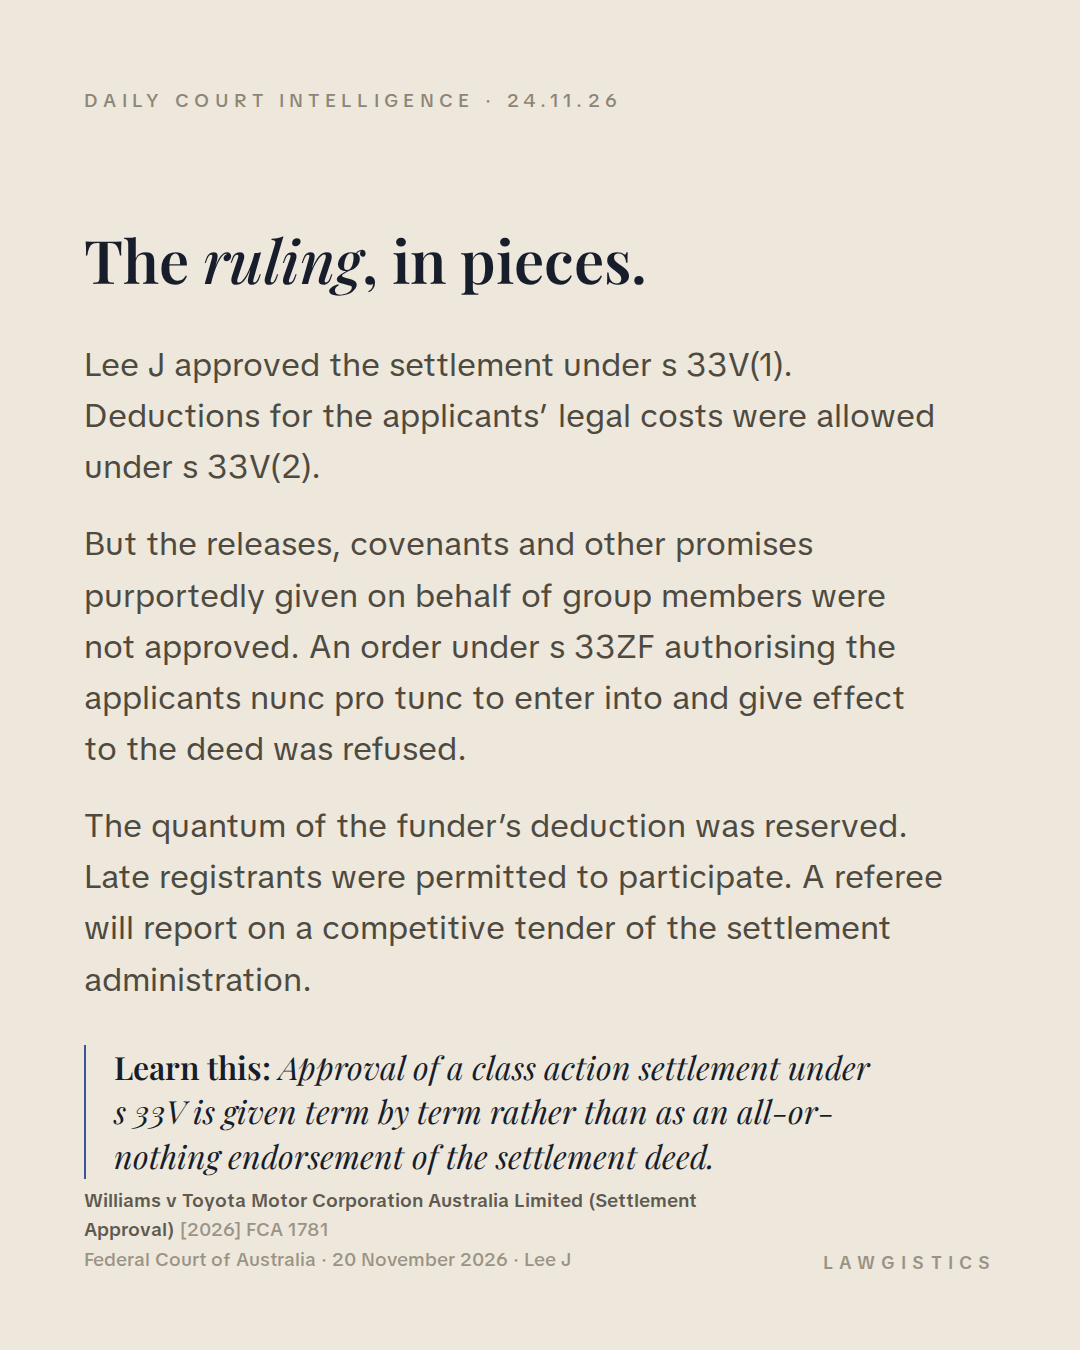 DAILY COURT INTELLIGENCE · 24.11.26
The ruling, in pieces.
Lee J approved the settlement under s 33V(1).
Deductions for the applicants’ legal costs were allowed
under s 33V(2).
But the releases, covenants and other promises
purportedly given on behalf of group members were
not approved. An order under s 33ZF authorising the
applicants nunc pro tunc to enter into and give effect
to the deed was refused.
The quantum of the funder’s deduction was reserved.
Late registrants were permitted to participate. A referee
will report on a competitive tender of the settlement
administration.
Learn this: Approval of a class action settlement under
s 33V is given term by term rather than as an all-or-
nothing endorsement of the settlement deed.
Williams v Toyota Motor Corporation Australia Limited (Settlement
Approval) [2026] FCA 1781
Federal Court of Australia · 20 November 2026 · Lee J
LAWGISTICS